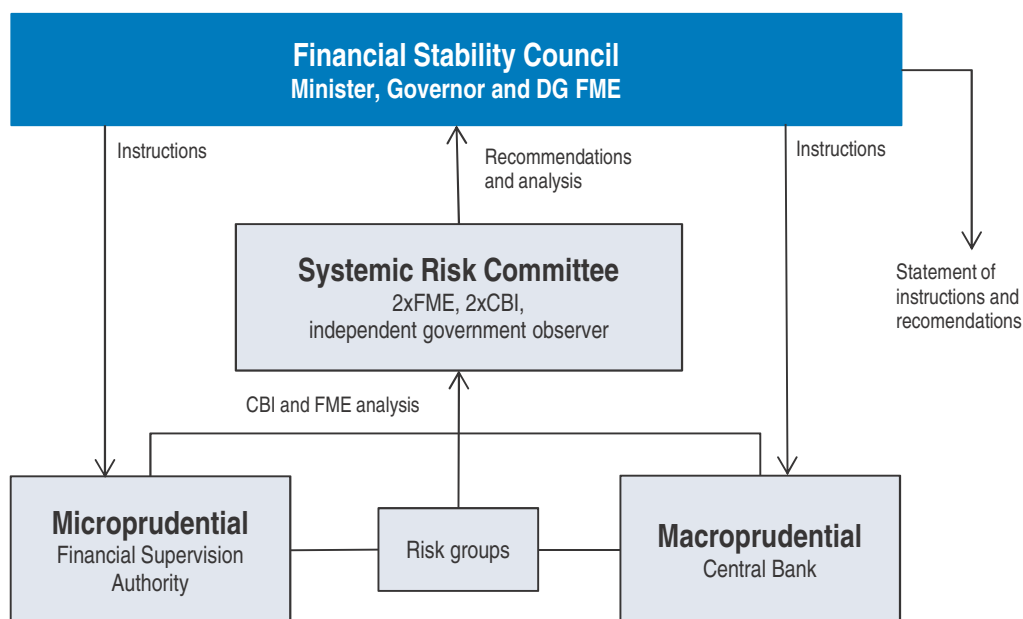 Financial Stability Council
Minister, Governor and DG FME
Instructions
Recommendations
and analysis
Instructions
Systemic Risk Committee
2xFME, 2xCBI,
independent government observer
Statement of
instructions and
recomendations
CBI and FME analysis
Microprudential
Financial Supervision
Authority
Risk groups
Macroprudential
Central Bank